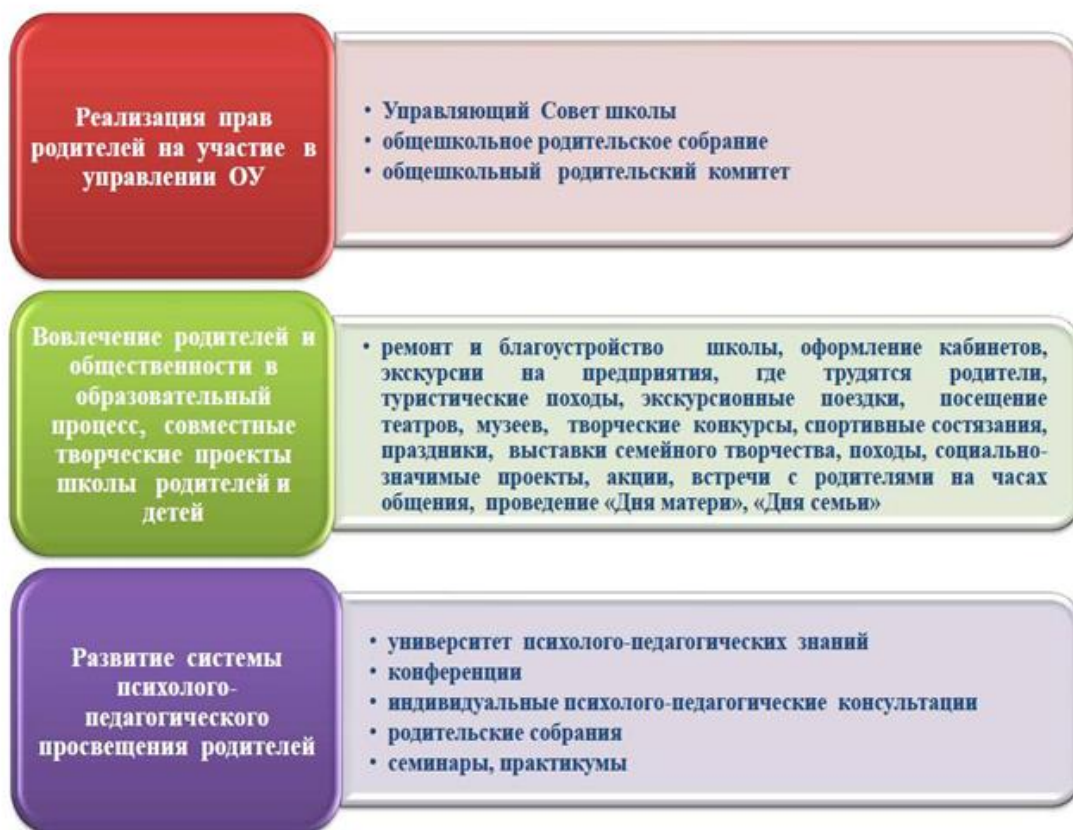 Реализация прав
родителей на участие в
управлении ОУ
• Управляющий Совет школы
• общешкольное родительское собрание
• общешкольный родительский комитет
Вовлечение родителей и
общественности в
образовательный
процесс, совместные
творческие проекты
школы родителей и
детей
• ремонт и благоустройство школы, оформление кабинетов,
экскурсии на предприятия, где трудятся родители,
туристические походы, экскурсионные поездки, посещение
театров, музеев, творческие конкурсы, спортивные состязания,
праздники, выставки семейного творчества, походы, социально-
значимые проекты, акции, встречи с родителями на часах
общения, проведение «Дня матери», «Дня семьи»
Развитие системы
психолого-
педагогического
просвещения родителей
• университет психолого-педагогических знаний
• конференции
• индивидуальные психолого-педагогические консультации
• родительские собрания
• семинары, практикумы